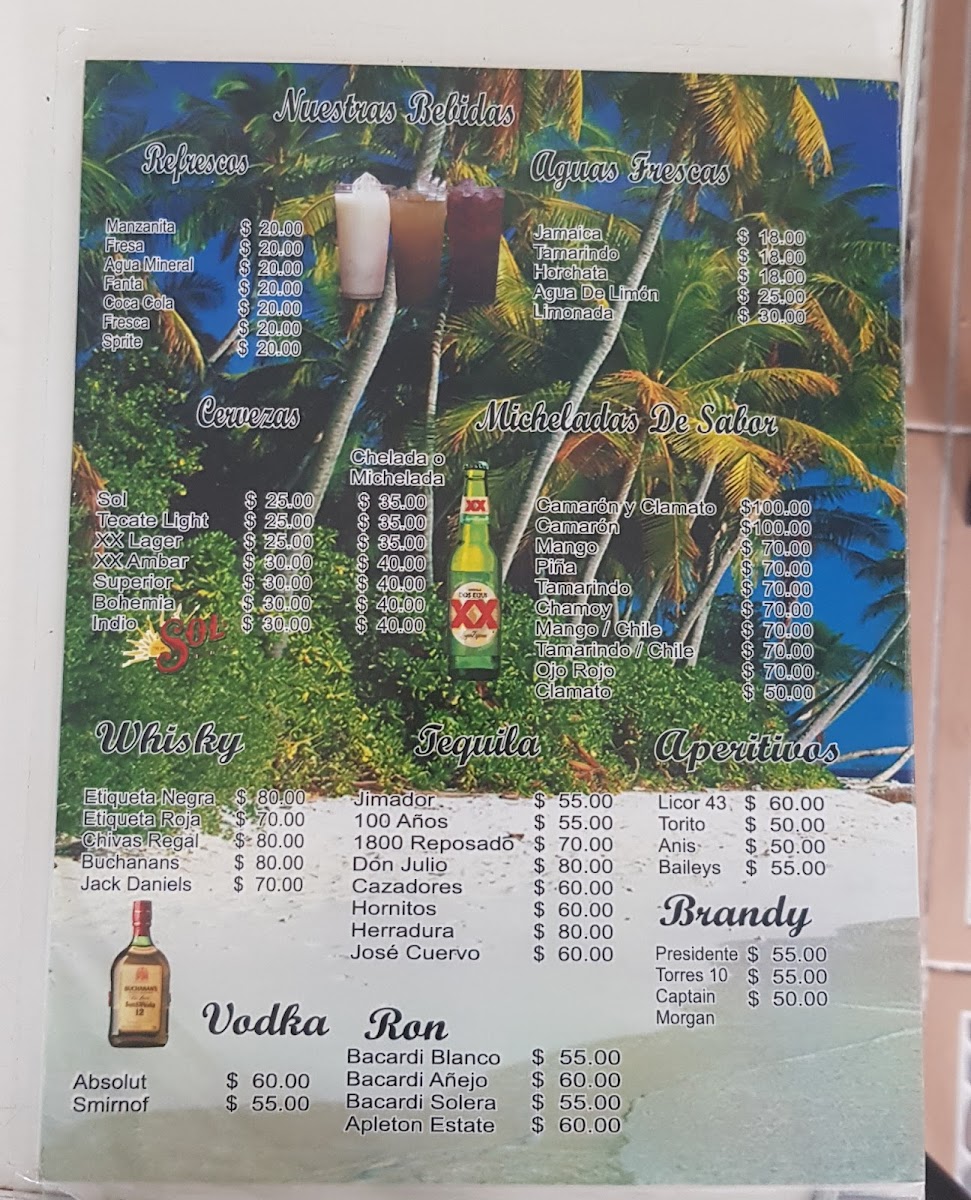 Nuestras Bebidas
Refrescos
Manzanita $ 20.00
Fresa $ 20.00
Agua Mineral $ 20.00
Fanta $ 20.00
Coca Cola $ 20.00
Fresca $ 20.00
Sprite $ 20.00
Aguas Frescas
Jamaica $ 18.00
Tamarindo $ 18.00
Horchata $ 18.00
Agua De Limón $ 25.00
Limonada $ 30.00
Cervezas
Chelada o
Michelada
Sol $ 25.00 $ 35.00
Tecate Light $ 25.00 $ 35.00
XX Lager $ 25.00 $ 35.00
XX Ambar $ 30.00 $ 40.00
Superior $ 30.00 $ 40.00
Bohemia $ 30.00 $ 40.00
Indio $ 30.00 $ 40.00
SOL
XX
XX
Micheladas De Sabor
Camarón y Clamato $100.00
Camarón $100.00
Mango $ 70.00
Piña $ 70.00
Tamarindo $ 70.00
Chamoy $ 70.00
Mango / Chile $ 70.00
Tamarindo / Chile $ 70.00
Ojo Rojo $ 70.00
Clamato $ 50.00
Whisky
Etiqueta Negra $ 80.00
Etiqueta Roja $ 70.00
Chivas Regal $ 80.00
Buchanans $ 80.00
Jack Daniels $ 70.00
BUCHANAN'S
12
Tequila
Jimador $ 55.00
100 Años $ 55.00
1800 Reposado $ 70.00
Dón Julio $ 80.00
Cazadores $ 60.00
Hornitos $ 60.00
Herradura $ 80.00
José Cuervo $ 60.00
Aperitivos
Licor 43 $ 60.00
Torito $ 50.00
Anis $ 50.00
Baileys $ 55.00
Brandy
Presidente $ 55.00
Torres 10 $ 55.00
Captain $ 50.00
Morgan
Vodka
Absolut $ 60.00
Smirnof $ 55.00
Ron
Bacardi Blanco $ 55.00
Bacardi Añejo $ 60.00
Bacardi Solera $ 55.00
Apleton Estate $ 60.00